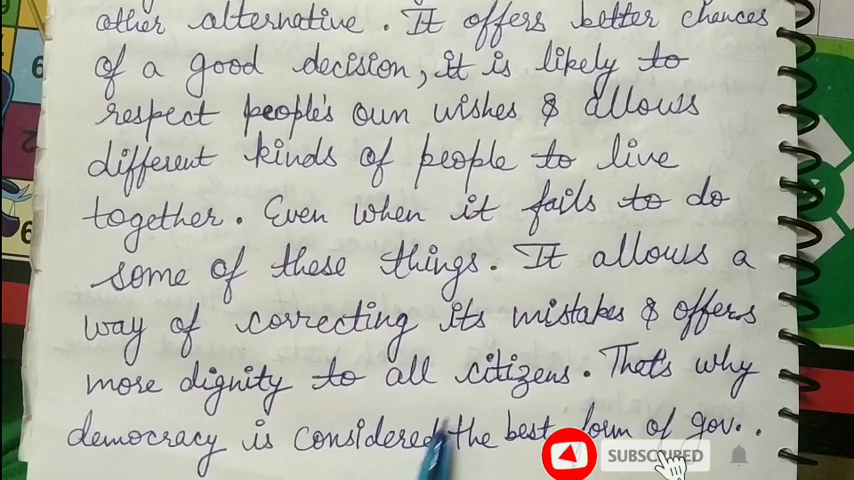 other alternative. It offers better chances
of a good decision, it is likely to
respect people's own wishes & allows
different kinds of people to live
together. Even when it fails to do
some of these things. It allows a
way of correcting its mistakes & offers
more dignity to all citizens. That's why
democracy is considered the best form of gov..
SUBSCRIBED